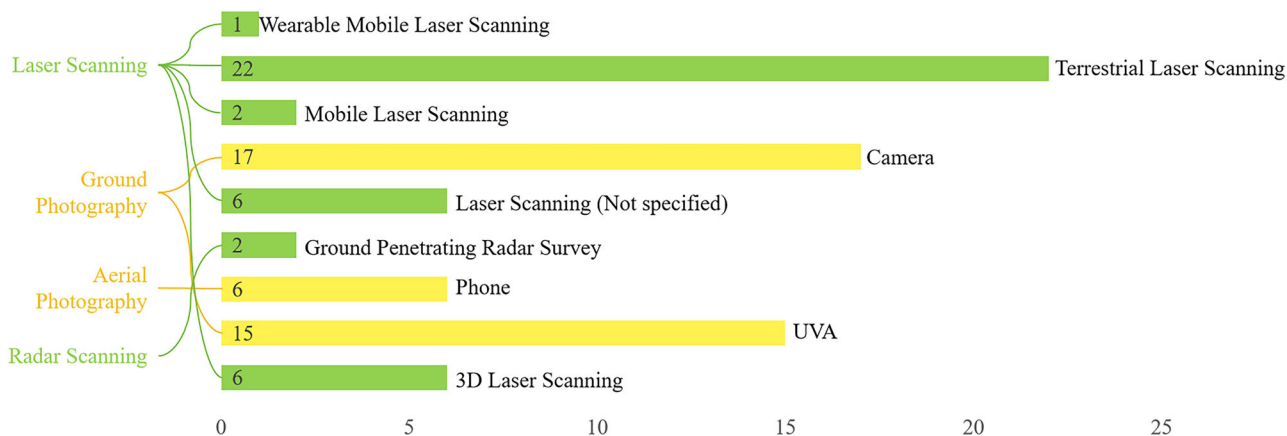 1 Wearable Mobile Laser Scanning
Laser Scanning
22 Terrestrial Laser Scanning
2 Mobile Laser Scanning
17 Camera
Ground
Photography
6 Laser Scanning (Not specified)
2 Ground Penetrating Radar Survey
Aerial
Photography
6 Phone
15 UVA
Radar Scanning
6 3D Laser Scanning
0 5 10 15 20 25